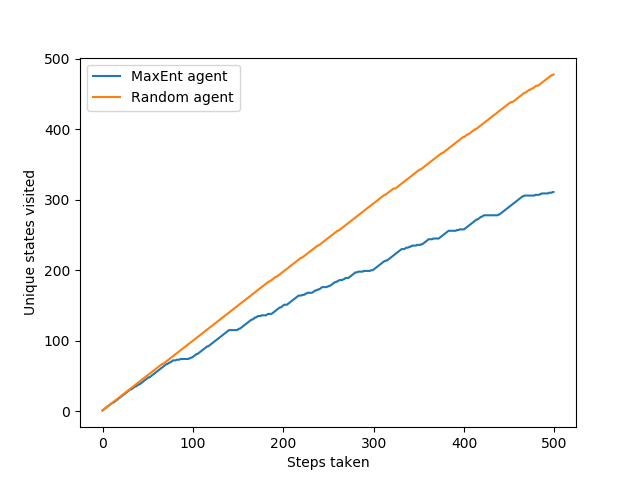 MaxEnt agent
Random agent
Unique states visited
500
400
300
200
100
0
0 100 200 300 400 500
Steps taken